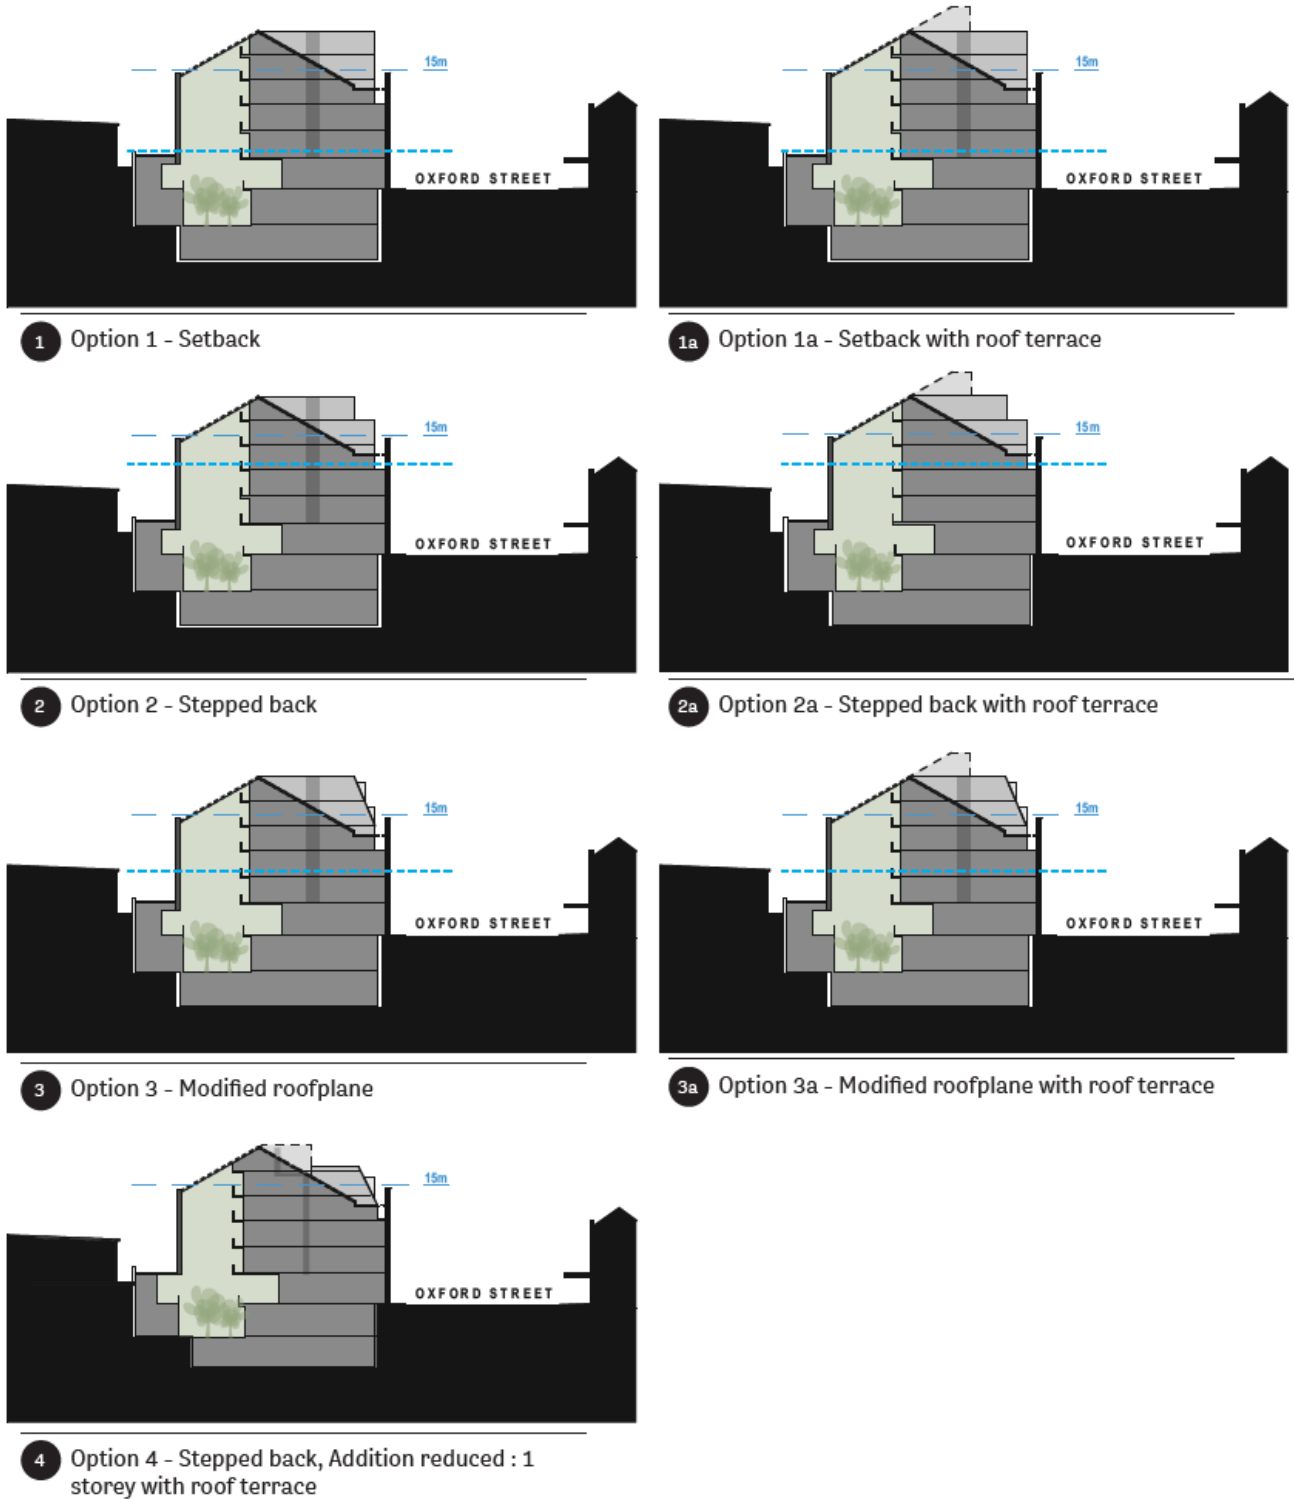 15m
OXFORD STREET
1 Option 1 - Setback
15m
OXFORD STREET
1a Option 1a - Setback with roof terrace
15m
OXFORD STREET
2 Option 2 - Stepped back
15m
OXFORD STREET
2a Option 2a - Stepped back with roof terrace
15m
OXFORD STREET
3 Option 3 - Modified roofplane
15m
OXFORD STREET
3a Option 3a - Modified roofplane with roof terrace
15m
OXFORD STREET
4 Option 4 - Stepped back, Addition reduced : 1
storey with roof terrace